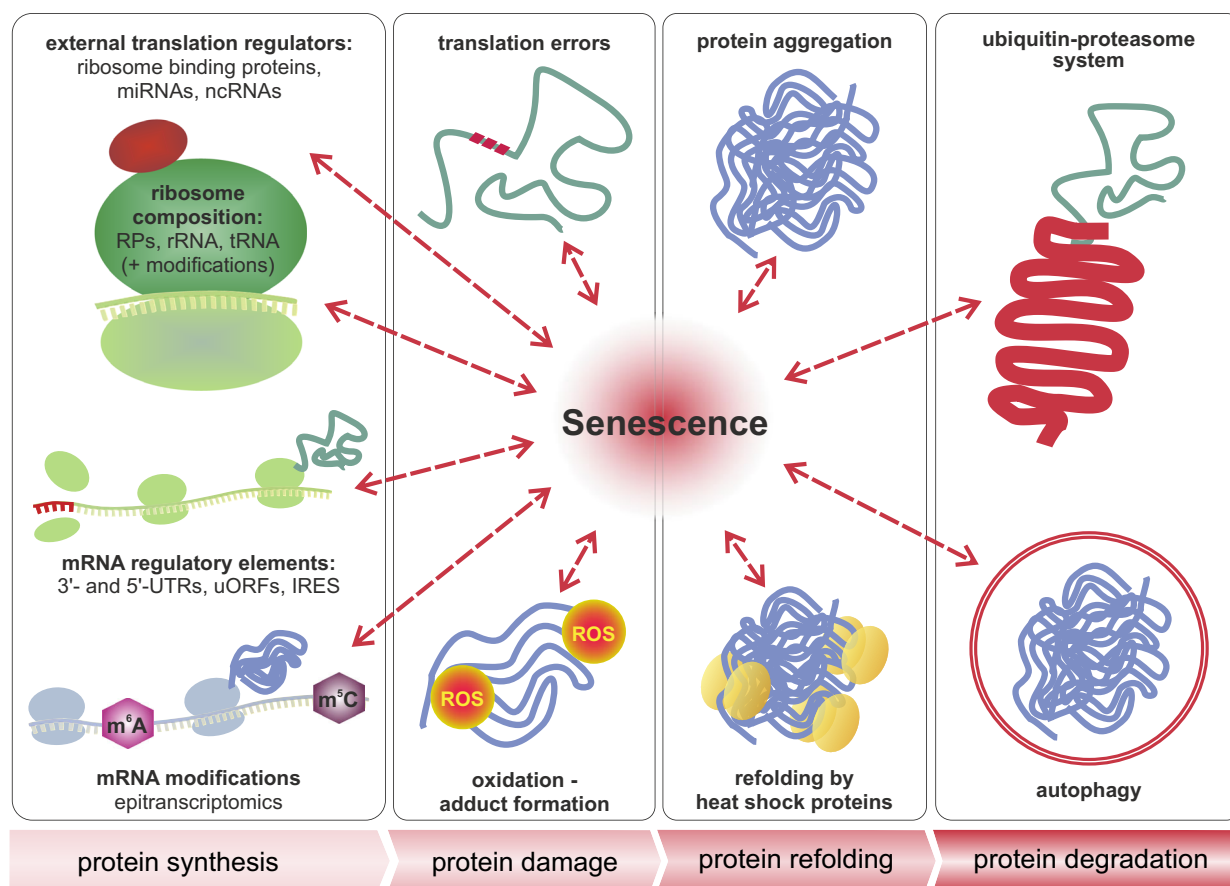 external translation regulators:
ribosome binding proteins,
miRNAs, ncRNAs
ribosome
composition:
RPs, rRNA, tRNA
(+ modifications)
mRNA regulatory elements:
3'- and 5'-UTRs, uORFs, IRES
m⁶A
m⁵C
mRNA modifications
epitranscriptomics
translation errors
protein aggregation
Senescence
ROS
ROS
oxidation -
adduct formation
refolding by
heat shock proteins
ubiquitin-proteasome
system
autophagy
protein synthesis
protein damage
protein refolding
protein degradation